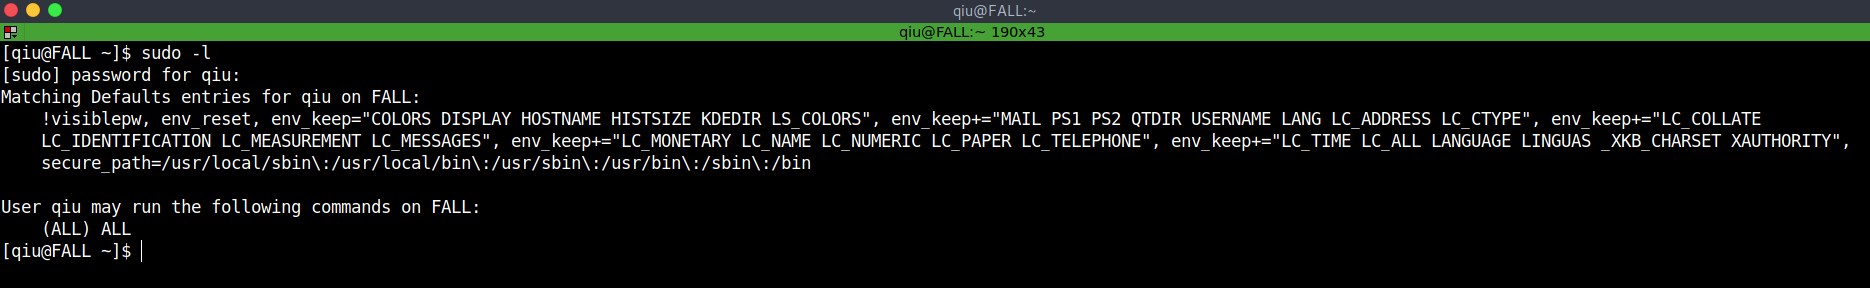 qiu@FALL:~
qiu@FALL:~ 190x43
[qiu@FALL ~]$ sudo -l
[sudo] password for qiu:
Matching Defaults entries for qiu on FALL:
    !visiblepw, env_reset, env_keep="COLORS DISPLAY HOSTNAME HISTSIZE KDEDIR LS_COLORS", env_keep+="MAIL PS1 PS2 QTDIR USERNAME LANG LC_ADDRESS LC_CTYPE", env_keep+="LC_COLLATE
    LC_IDENTIFICATION LC_MEASUREMENT LC_MESSAGES", env_keep+="LC_MONETARY LC_NAME LC_NUMERIC LC_PAPER LC_TELEPHONE", env_keep+="LC_TIME LC_ALL LANGUAGE LINGUAS _XKB_CHARSET XAUTHORITY",
    secure_path=/usr/local/sbin\:/usr/local/bin\:/usr/sbin\:/usr/bin\:/sbin\:/bin
User qiu may run the following commands on FALL:
    (ALL) ALL
[qiu@FALL ~]$